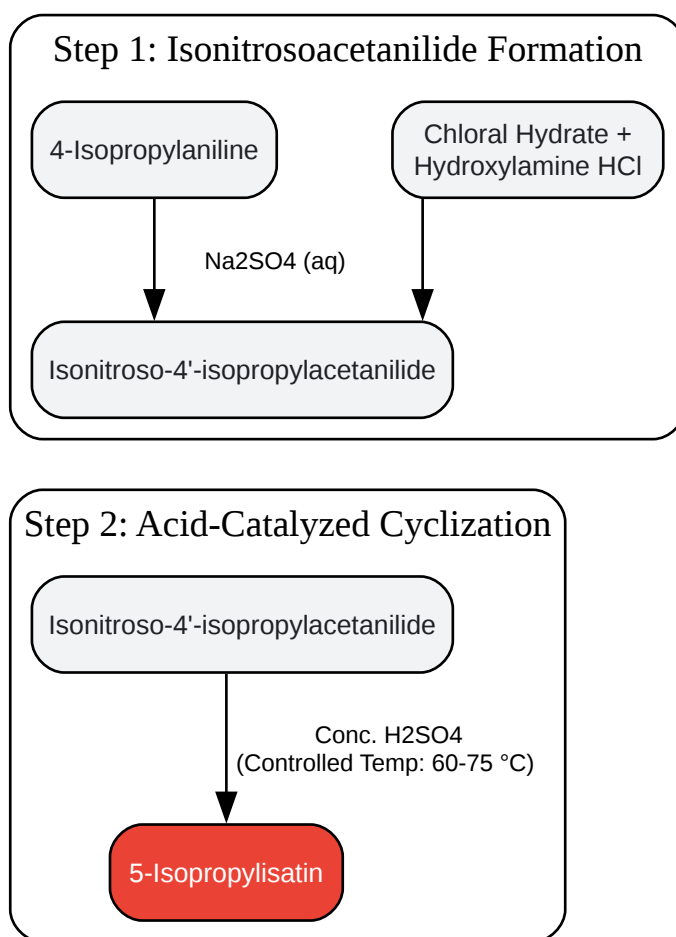 Step 1: Isonitrosoacetanilide Formation
4-Isopropylaniline
Chloral Hydrate +
Hydroxylamine HCl
Na2SO4 (aq)
Isonitroso-4'-isopropylacetanilide
Step 2: Acid-Catalyzed Cyclization
Isonitroso-4'-isopropylacetanilide
Conc. H2SO4
(Controlled Temp: 60-75 °C)
5-Isopropylisatin